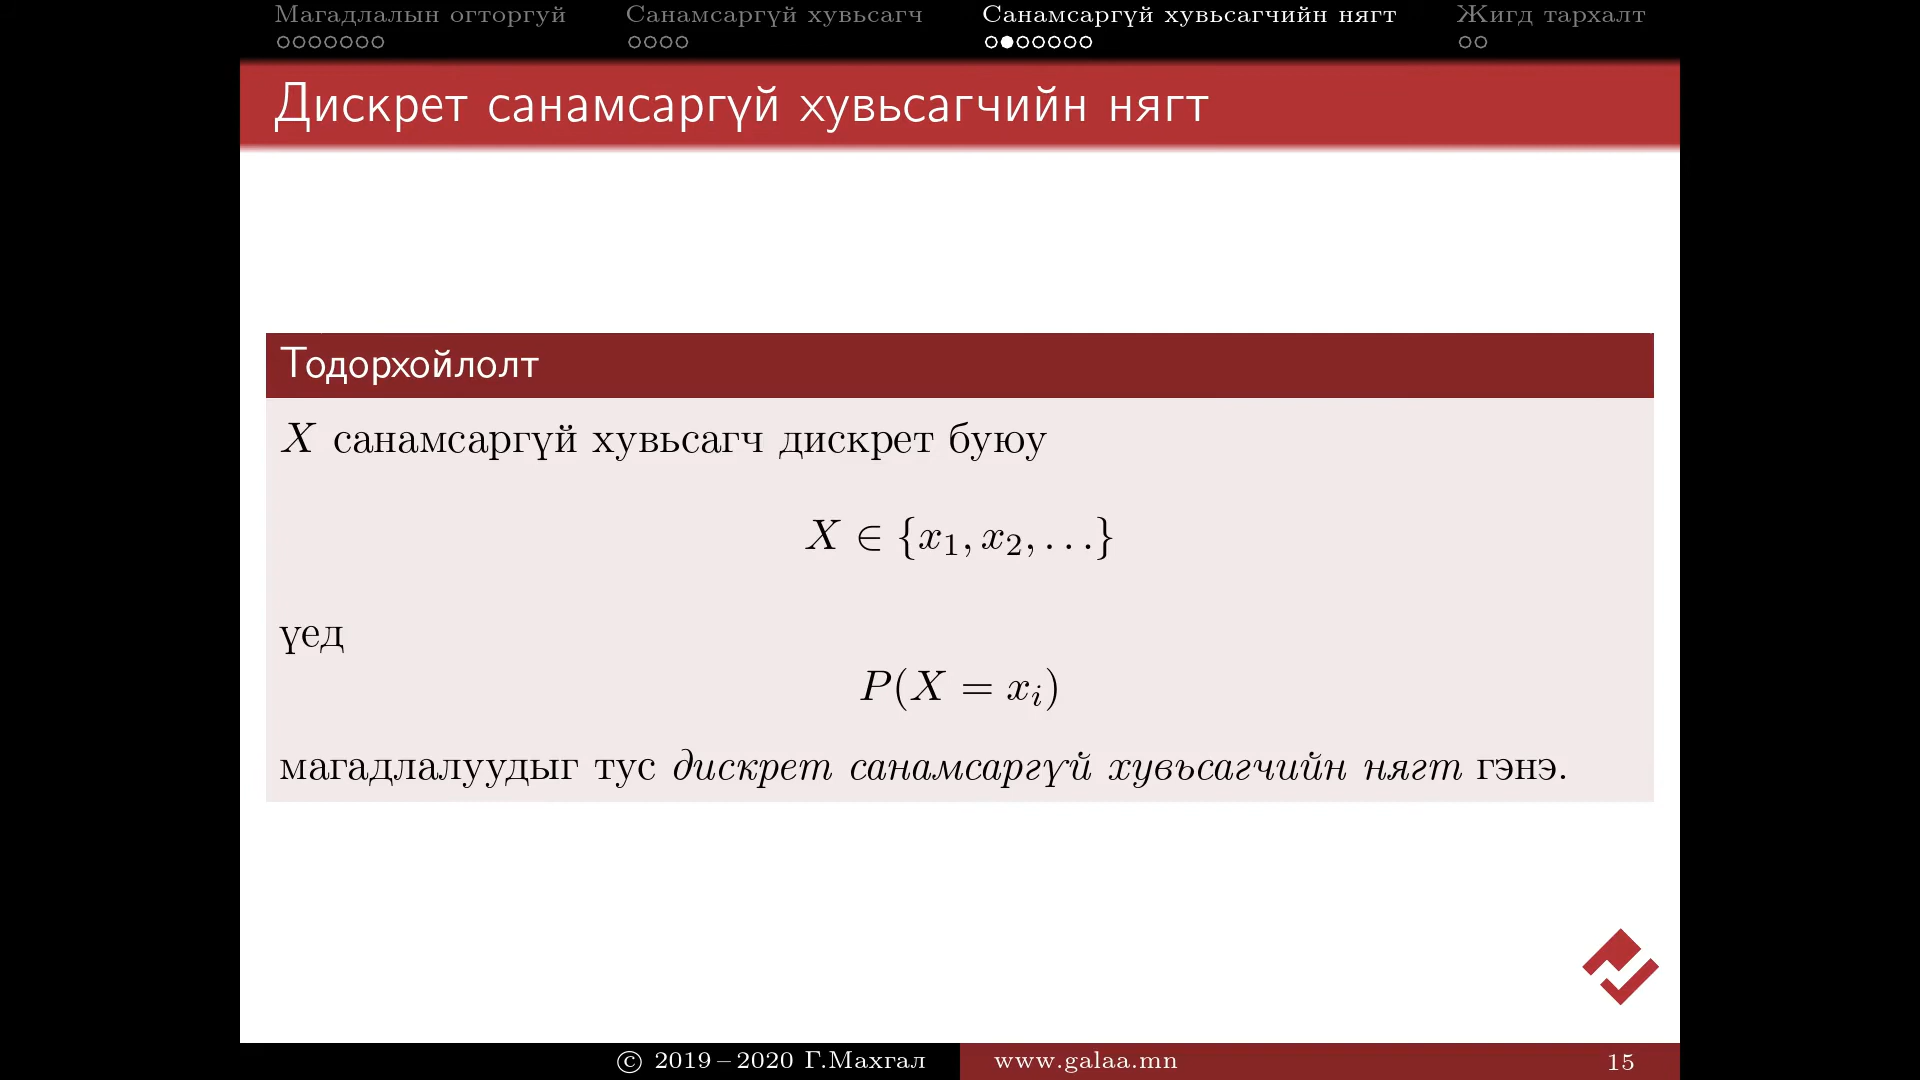 Магадлалын огторгуй Санамсаргүй хувьсагч Санамсаргүй хувьсагчийн нягт Жигд тархалт
Дискрет санамсаргүй хувьсагчийн нягт
Тодорхойлолт
X санамсаргүй хувьсагч дискрет буюу
X ∈ {x₁, x₂, . . .}
үед
P(X = xᵢ)
магадлалуудыг тус дискрет санамсаргүй хувьсагчийн нягт гэнэ.
© 2019–2020 Г.Махгал www.galaa.mn 15